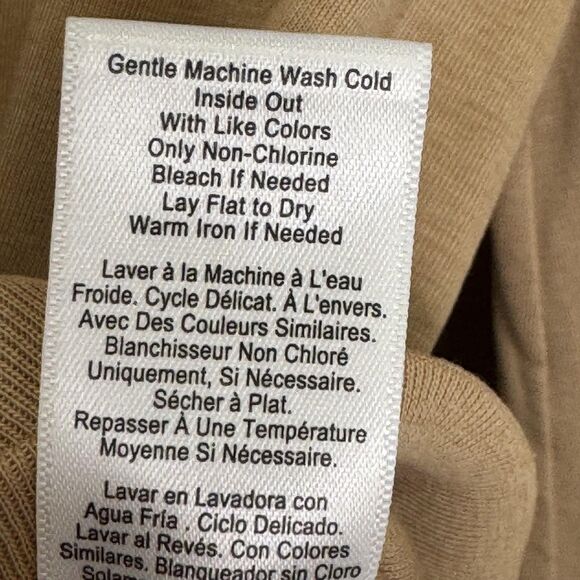 Gentle Machine Wash Cold
Inside Out
With Like Colors
Only Non-Chlorine
Bleach If Needed
Lay Flat to Dry
Warm Iron If Needed
Laver à la Machine à L'eau
Froide. Cycle Délicat. À L'envers.
Avec Des Couleurs Similaires.
Blanchisseur Non Chloré
Uniquement, Si Nécessaire.
Sécher à Plat.
Repasser À Une Température
Moyenne Si Nécessaire.
Lavar en Lavadora con
Agua Fría . Ciclo Delicado.
Lavar al Revés. Con Colores
Similares. Blanqueador sin Cloro